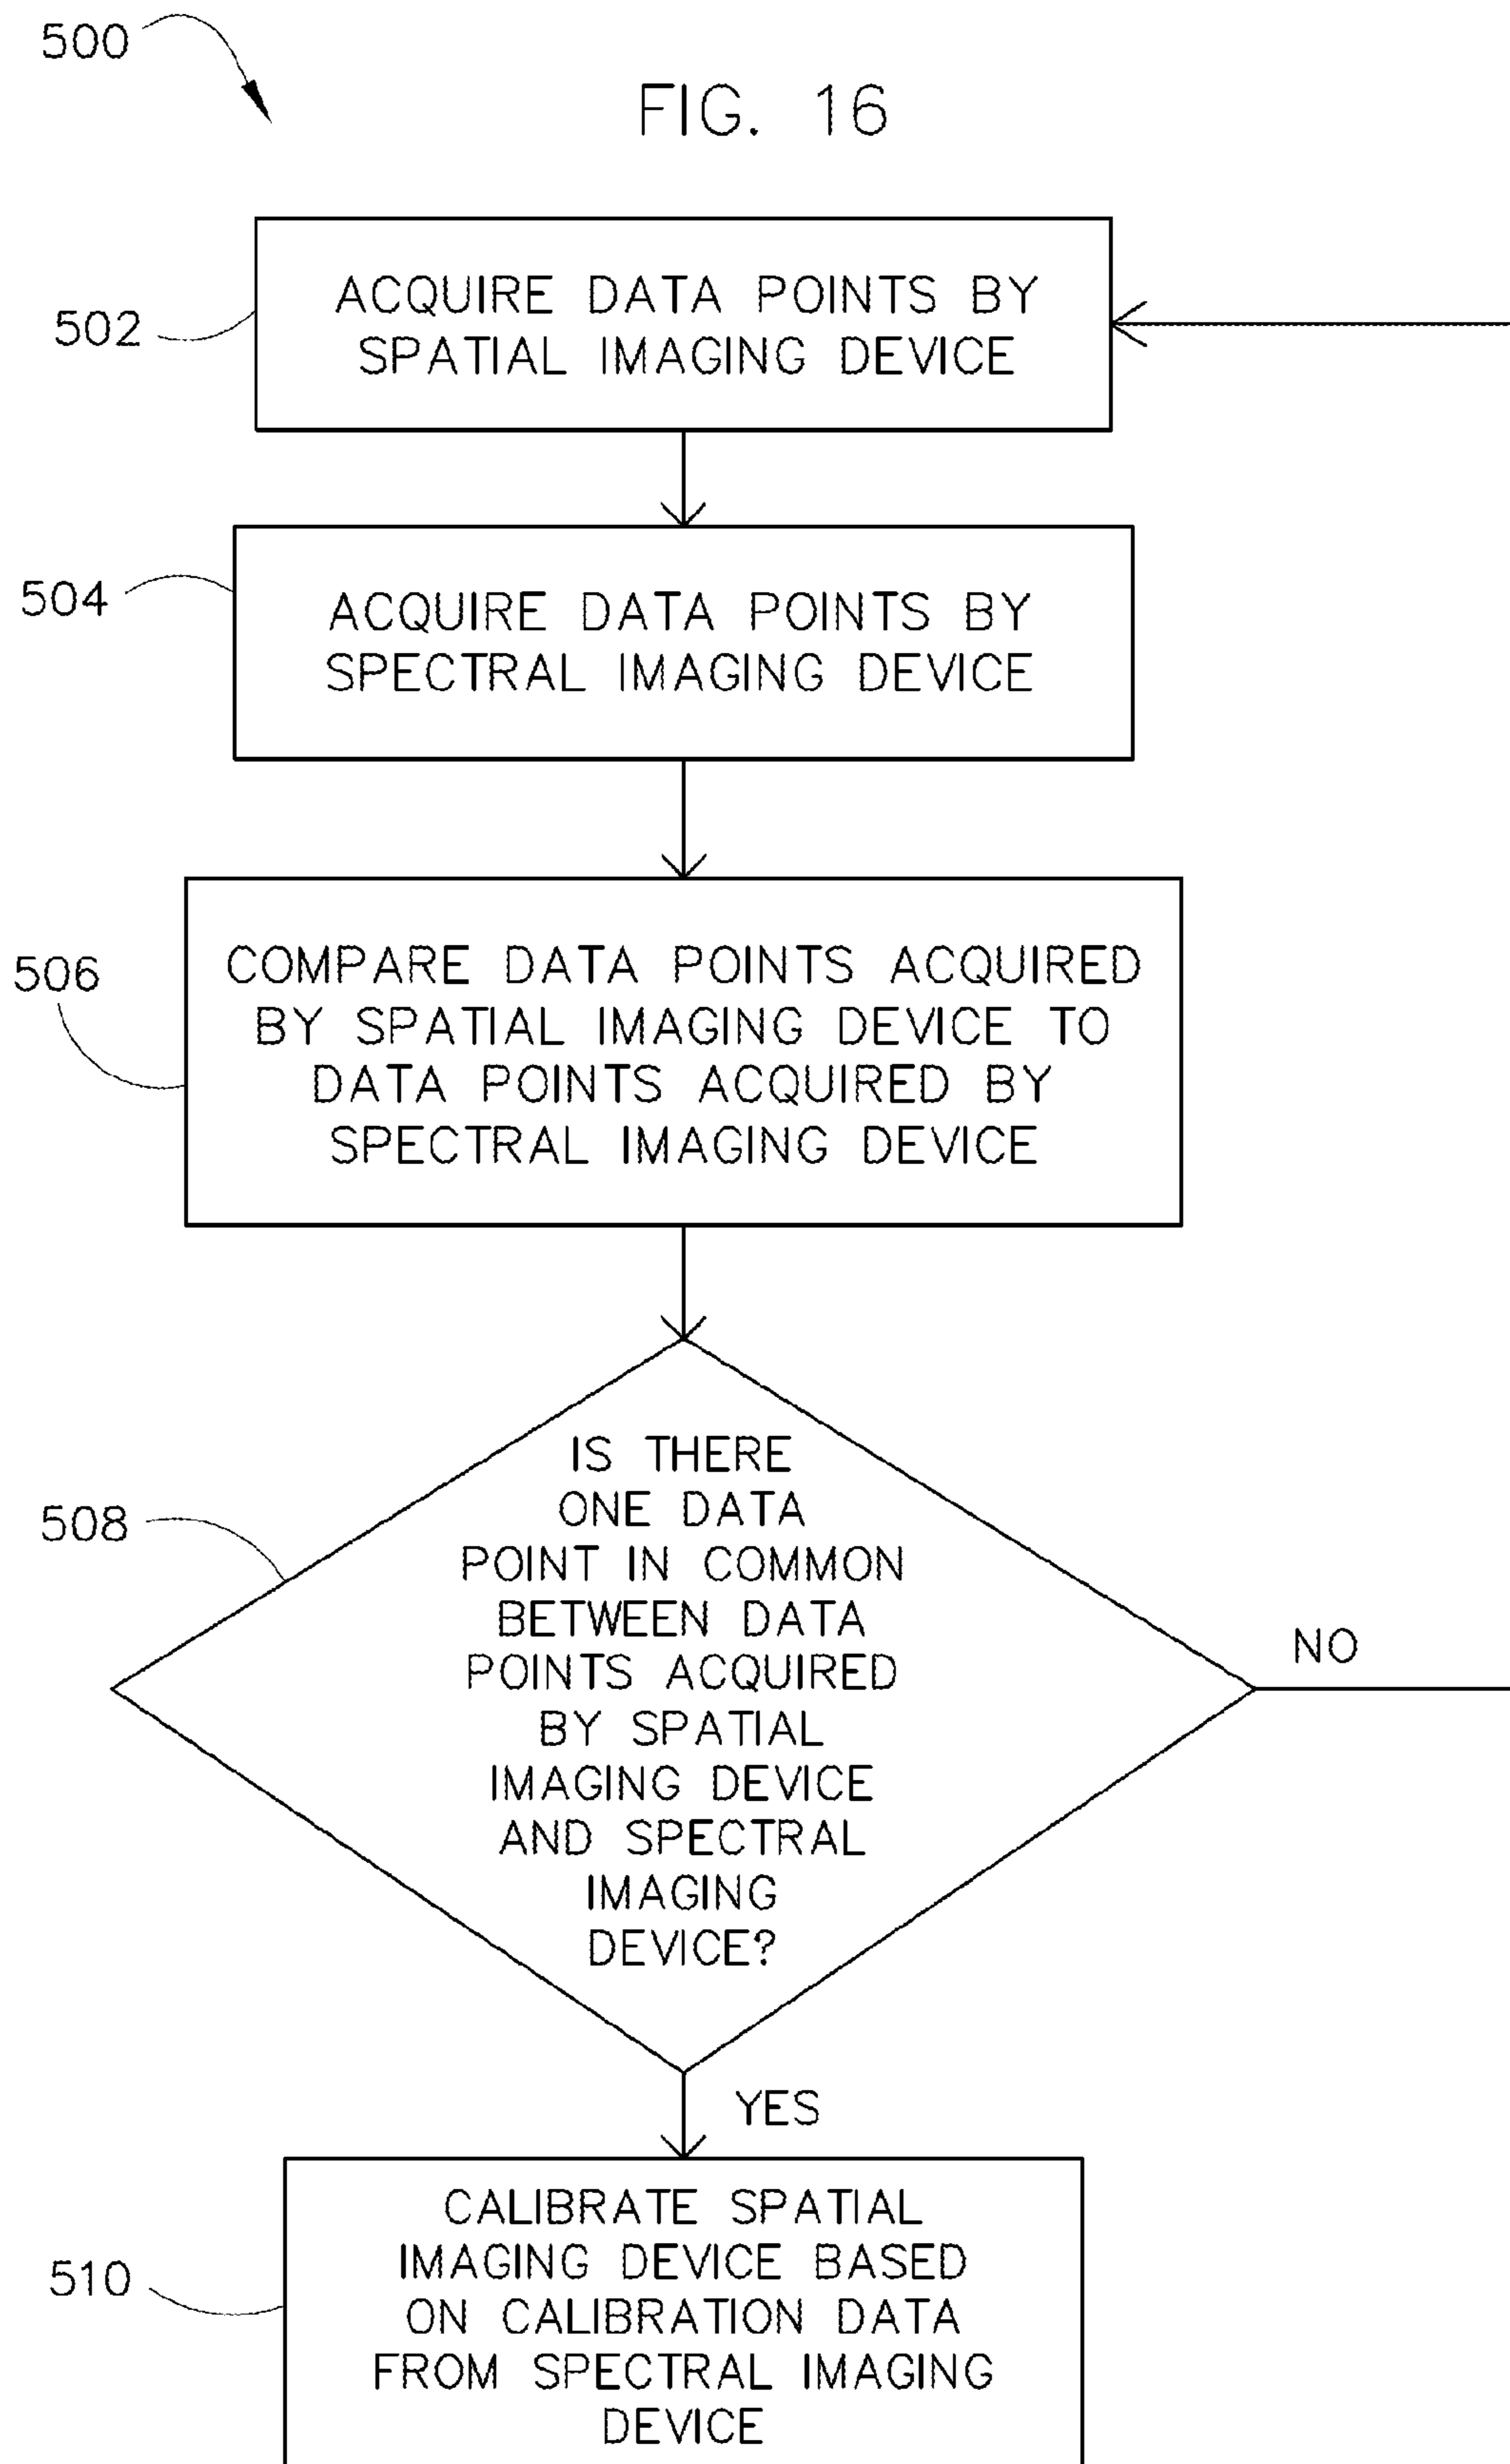 500
FIG. 16
502
ACQUIRE DATA POINTS BY
SPATIAL IMAGING DEVICE
504
ACQUIRE DATA POINTS BY
SPECTRAL IMAGING DEVICE
506
COMPARE DATA POINTS ACQUIRED
BY SPATIAL IMAGING DEVICE TO
DATA POINTS ACQUIRED BY
SPECTRAL IMAGING DEVICE
508
IS THERE
ONE DATA
POINT IN COMMON
BETWEEN DATA
POINTS ACQUIRED
BY SPATIAL
IMAGING DEVICE
AND SPECTRAL
IMAGING
DEVICE?
NO
YES
510
CALIBRATE SPATIAL
IMAGING DEVICE BASED
ON CALIBRATION DATA
FROM SPECTRAL IMAGING
DEVICE